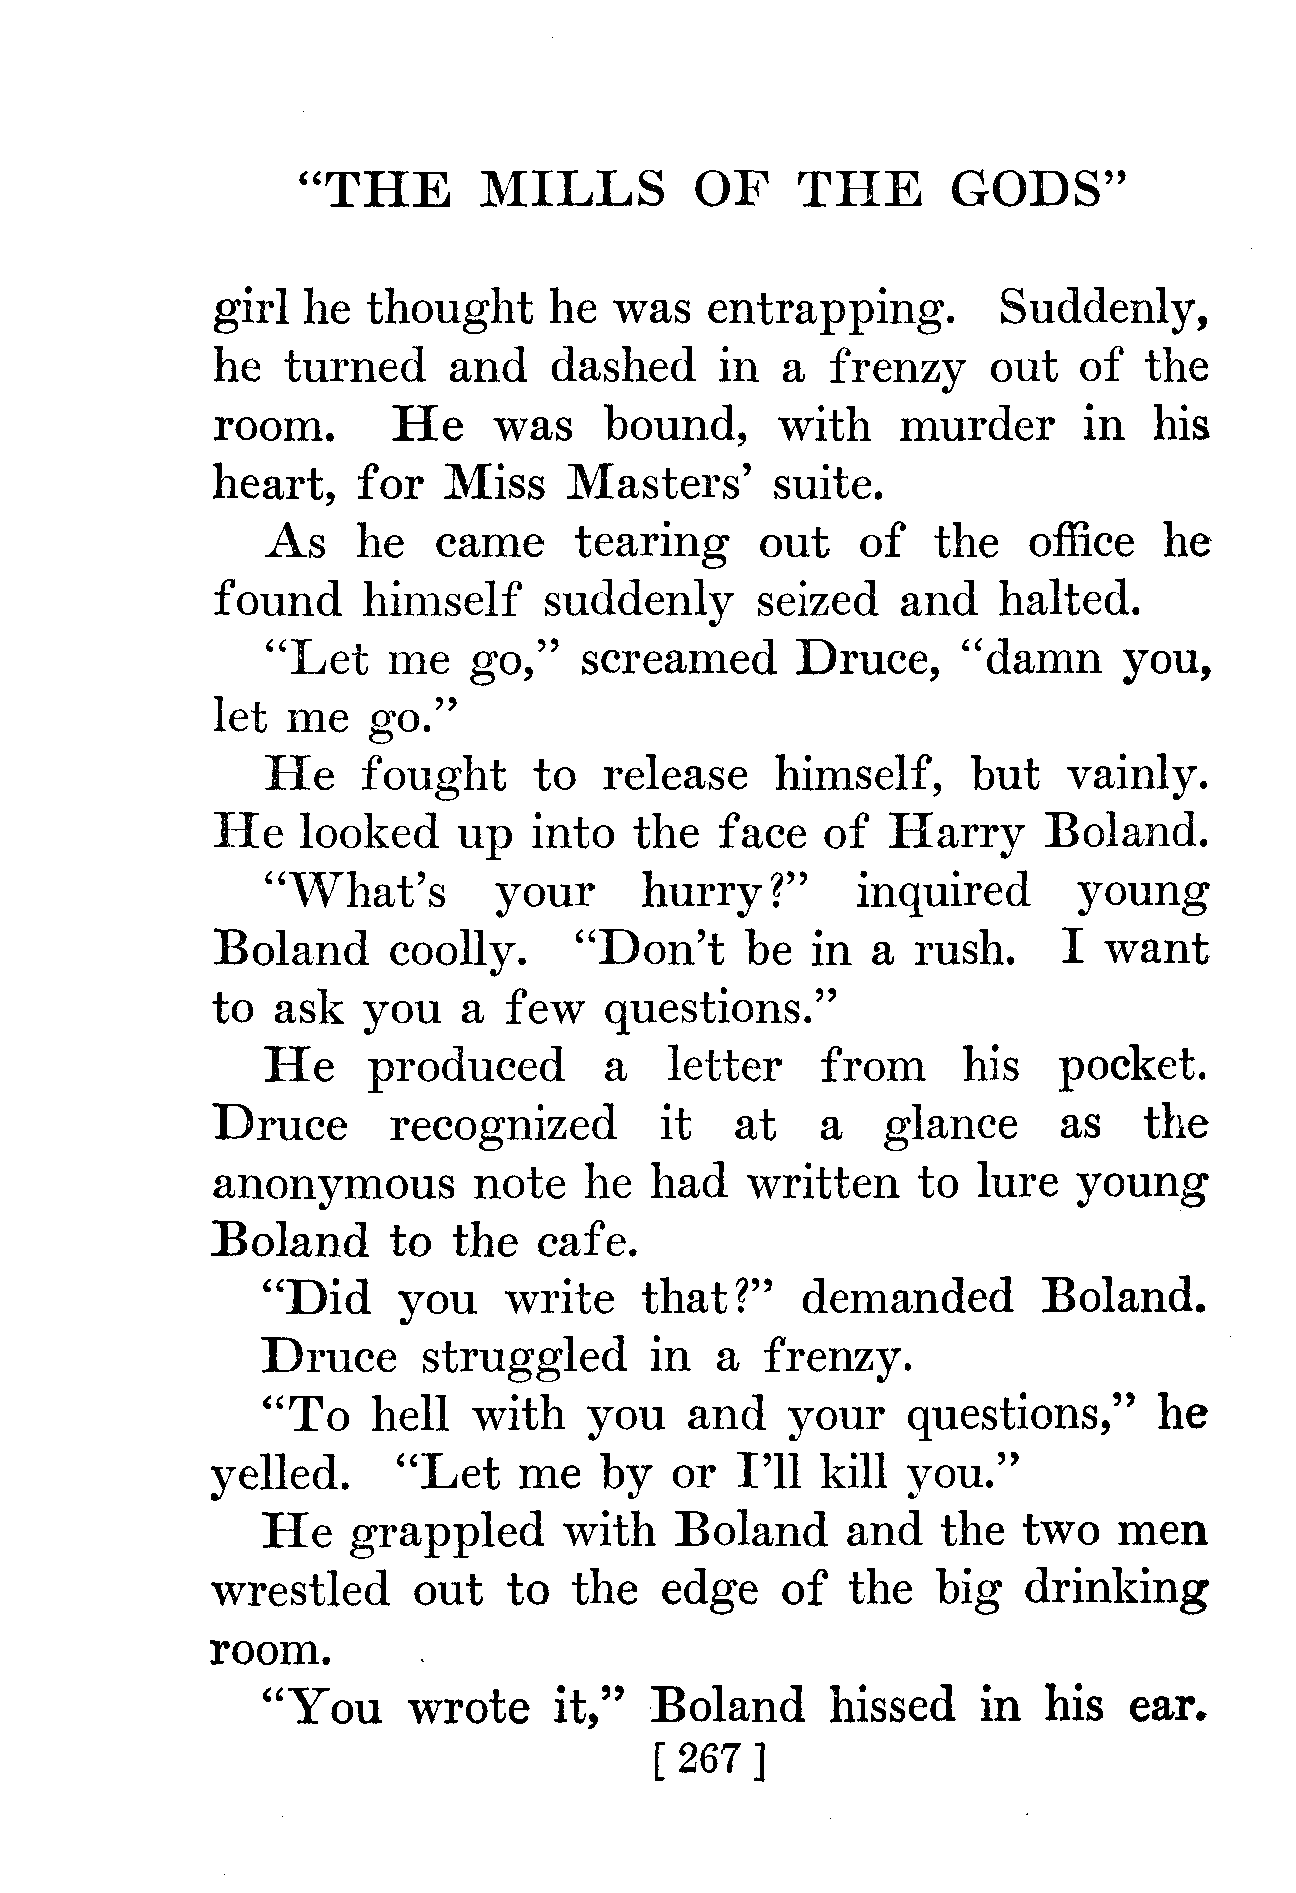 “THE MILLS OF THE GODS”
girl he thought he was entrapping. Suddenly,
he turned and dashed in a frenzy out of the
room. He was bound, with murder in his
heart, for Miss Masters’ suite.
As he came tearing out of the office he
found himself suddenly seized and halted.
“Let me go,” screamed Druce, “damn you,
let me go.”
He fought to release himself, but vainly.
He looked up into the face of Harry Boland.
“What’s your hurry?” inquired young
Boland coolly. “Don’t be in a rush. I want
to ask you a few questions.”
He produced a letter from his pocket.
Druce recognized it at a glance as the
anonymous note he had written to lure young
Boland to the cafe.
“Did you write that?” demanded Boland.
Druce struggled in a frenzy.
“To hell with you and your questions,” he
yelled. “Let me by or I’ll kill you.”
He grappled with Boland and the two men
wrestled out to the edge of the big drinking
room.
“You wrote it,” Boland hissed in his ear.
[ 267 ]